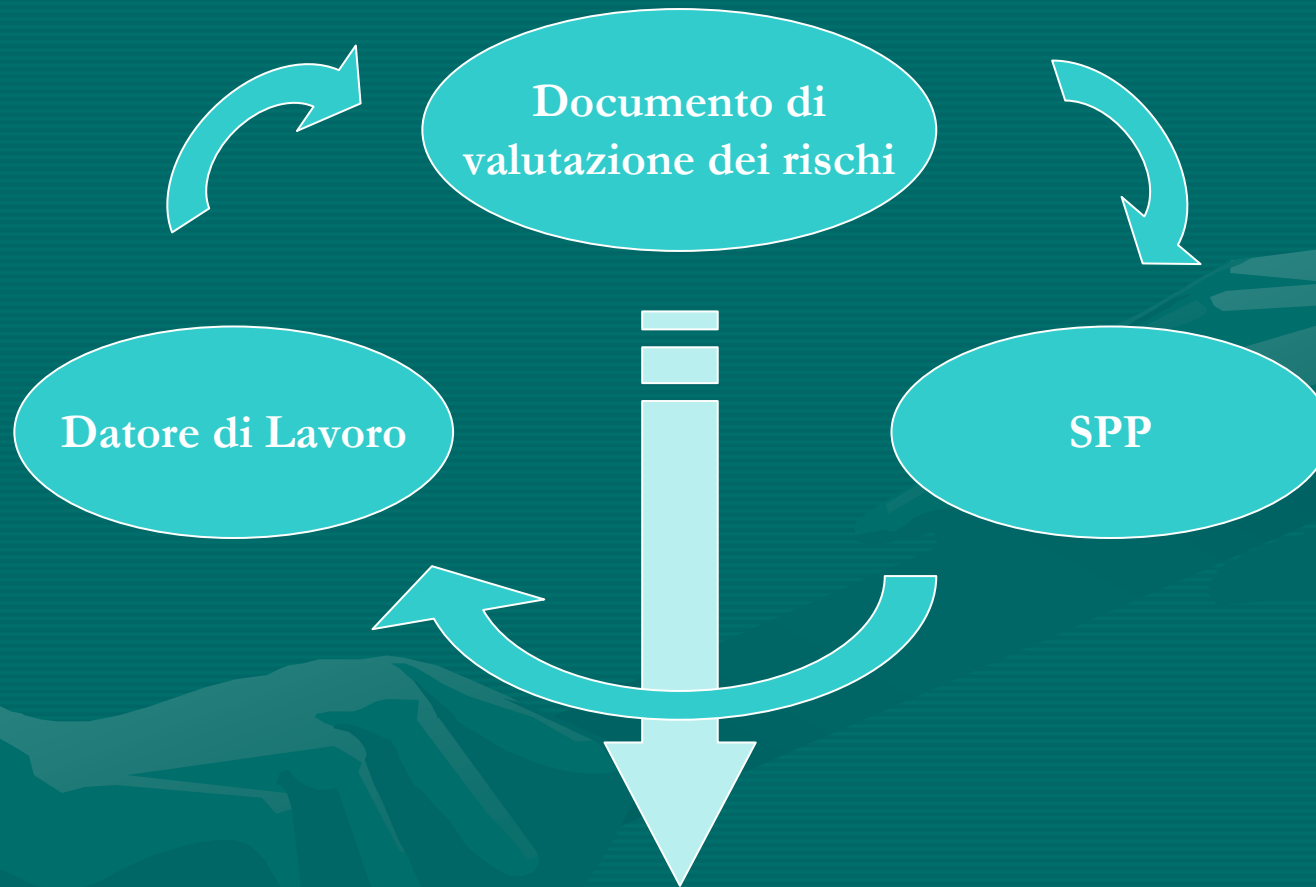 Documento di
valutazione dei rischi
Datore di Lavoro
SPP